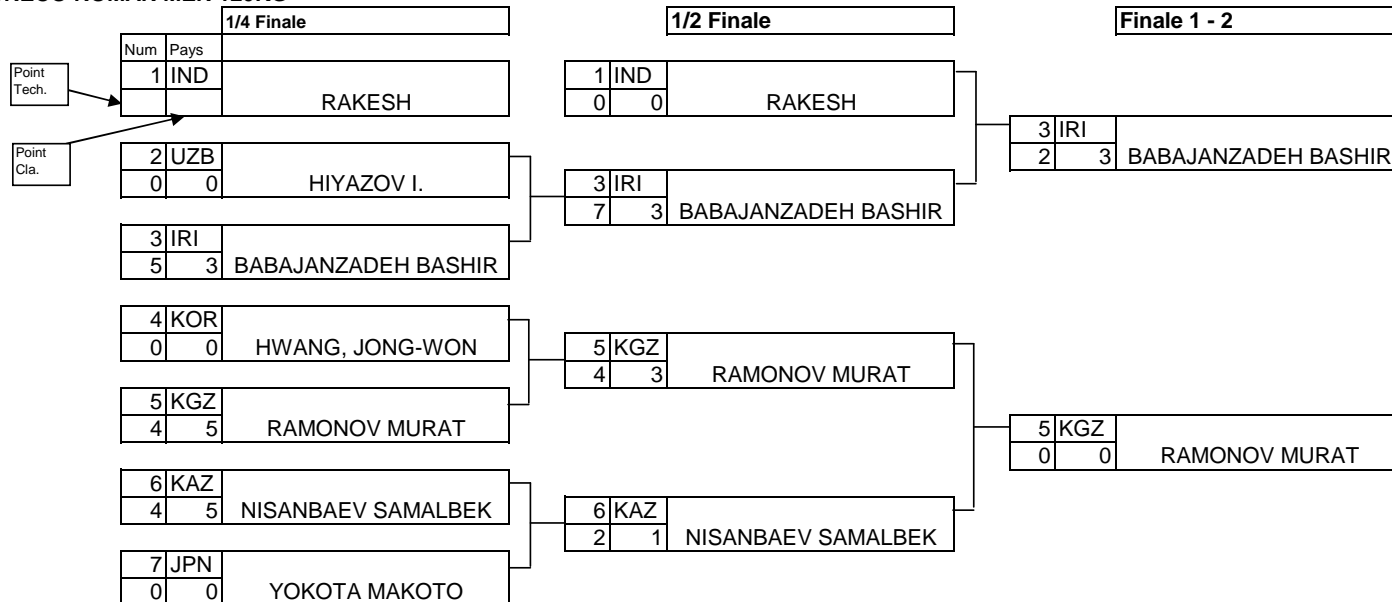 1/4 Finale 1/2 Finale Finale 1 - 2
Num Pays
Point Tech.
1 IND 1 IND
RAKESH 0 0 RAKESH
3 IRI
Point Cla.
2 UZB 2 3 BABAJANZADEH BASHIR
0 0 HIYAZOV I. 3 IRI
7 3 BABAJANZADEH BASHIR
3 IRI
5 3 BABAJANZADEH BASHIR
4 KOR
0 0 HWANG, JONG-WON 5 KGZ
4 3 RAMONOV MURAT
5 KGZ
4 5 RAMONOV MURAT 5 KGZ
0 0 RAMONOV MURAT
6 KAZ
4 5 NISANBAEV SAMALBEK 6 KAZ
2 1 NISANBAEV SAMALBEK
7 JPN
0 0 YOKOTA MAKOTO